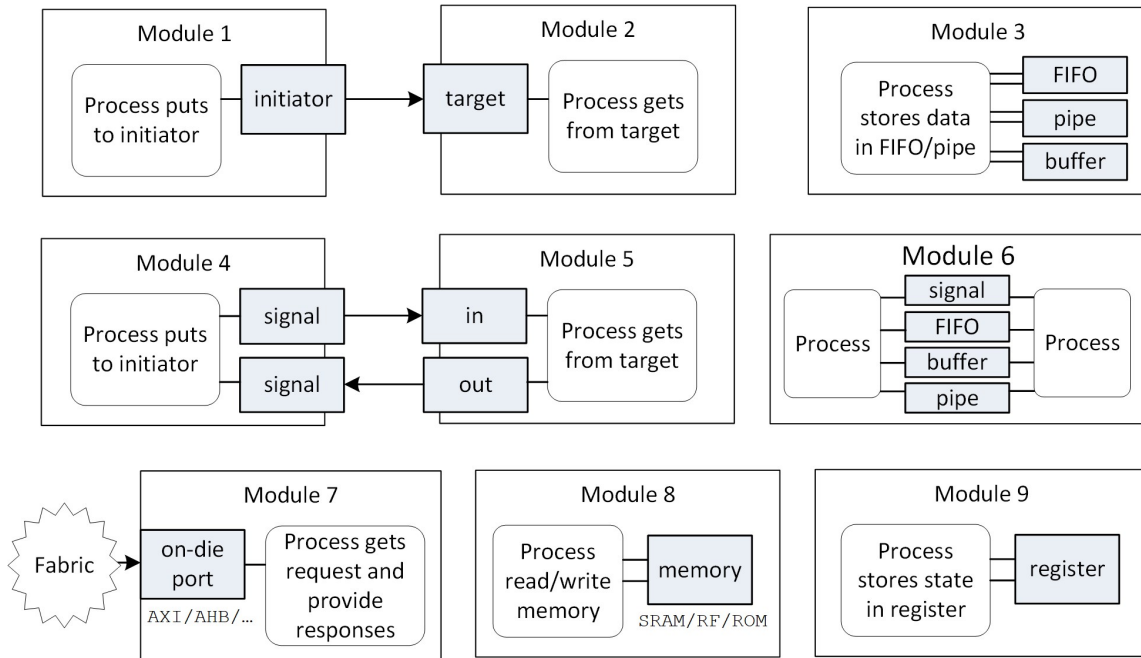 Module 1
Process puts
to initiator
initiator
Module 2
target
Process gets
from target
Module 3
Process
stores data
in FIFO/pipe
FIFO
pipe
buffer
Module 4
Process puts
to initiator
signal
signal
Module 5
in
out
Process gets
from target
Module 6
Process
signal
FIFO
buffer
pipe
Process
Fabric
Module 7
on-die
port
AXI/AHB/…
Process gets
request and
provide
responses
Module 8
Process
read/write
memory
memory
SRAM/RF/ROM
Module 9
Process
stores state
in register
register